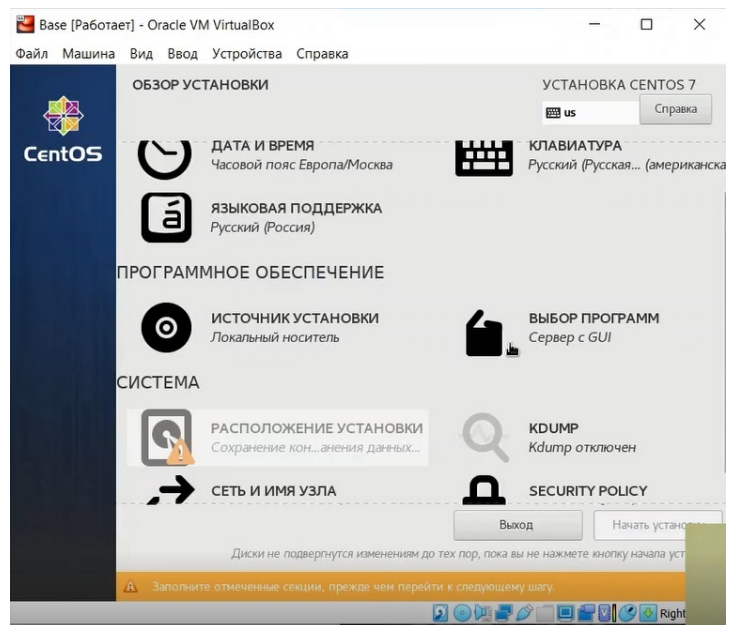 Base [Работает] - Oracle VM VirtualBox
Файл Машина Вид Ввод Устройства Справка
ОБЗОР УСТАНОВКИ
УСТАНОВКА CENTOS 7
us
Справка
CentOS
ДАТА И ВРЕМЯ
Часовой пояс Европа/Москва
КЛАВИАТУРА
Русский (Русская... (американска
ЯЗЫКОВАЯ ПОДДЕРЖКА
Русский (Россия)
ПРОГРАММНОЕ ОБЕСПЕЧЕНИЕ
ИСТОЧНИК УСТАНОВКИ
Локальный носитель
ВЫБОР ПРОГРАММ
Сервер с GUI
СИСТЕМА
РАСПОЛОЖЕНИЕ УСТАНОВКИ
Сохранение кон...анения данных...
KDUMP
Kdump отключен
СЕТЬ И ИМЯ УЗЛА
SECURITY POLICY
Выход
Начать установ
Диски не подвергнутся изменениям до тех пор, пока вы не нажмете кнопку начала уст
Заполните отмеченные секции, прежде чем перейти к следующему шагу.
Right